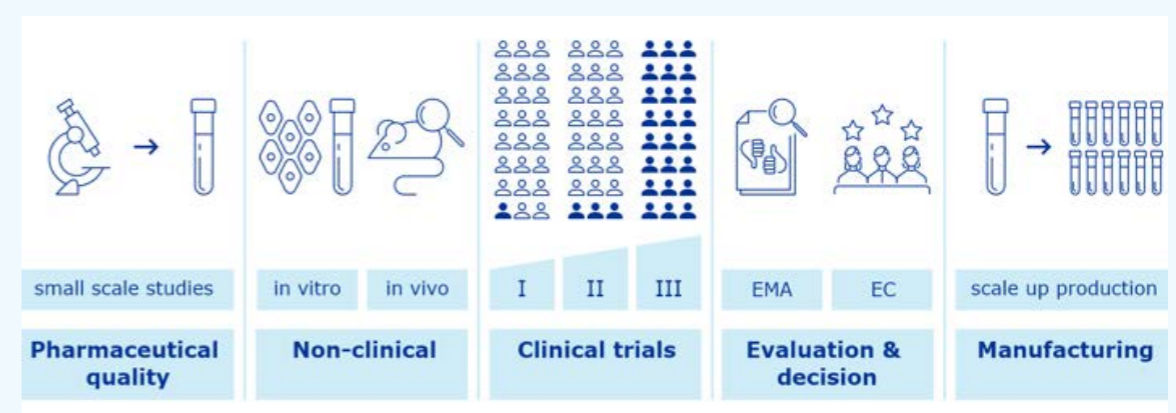 small scale studies
in vitro
in vivo
I
II
III
EMA
EC
scale up production
Pharmaceutical
quality
Non-clinical
Clinical trials
Evaluation &
decision
Manufacturing